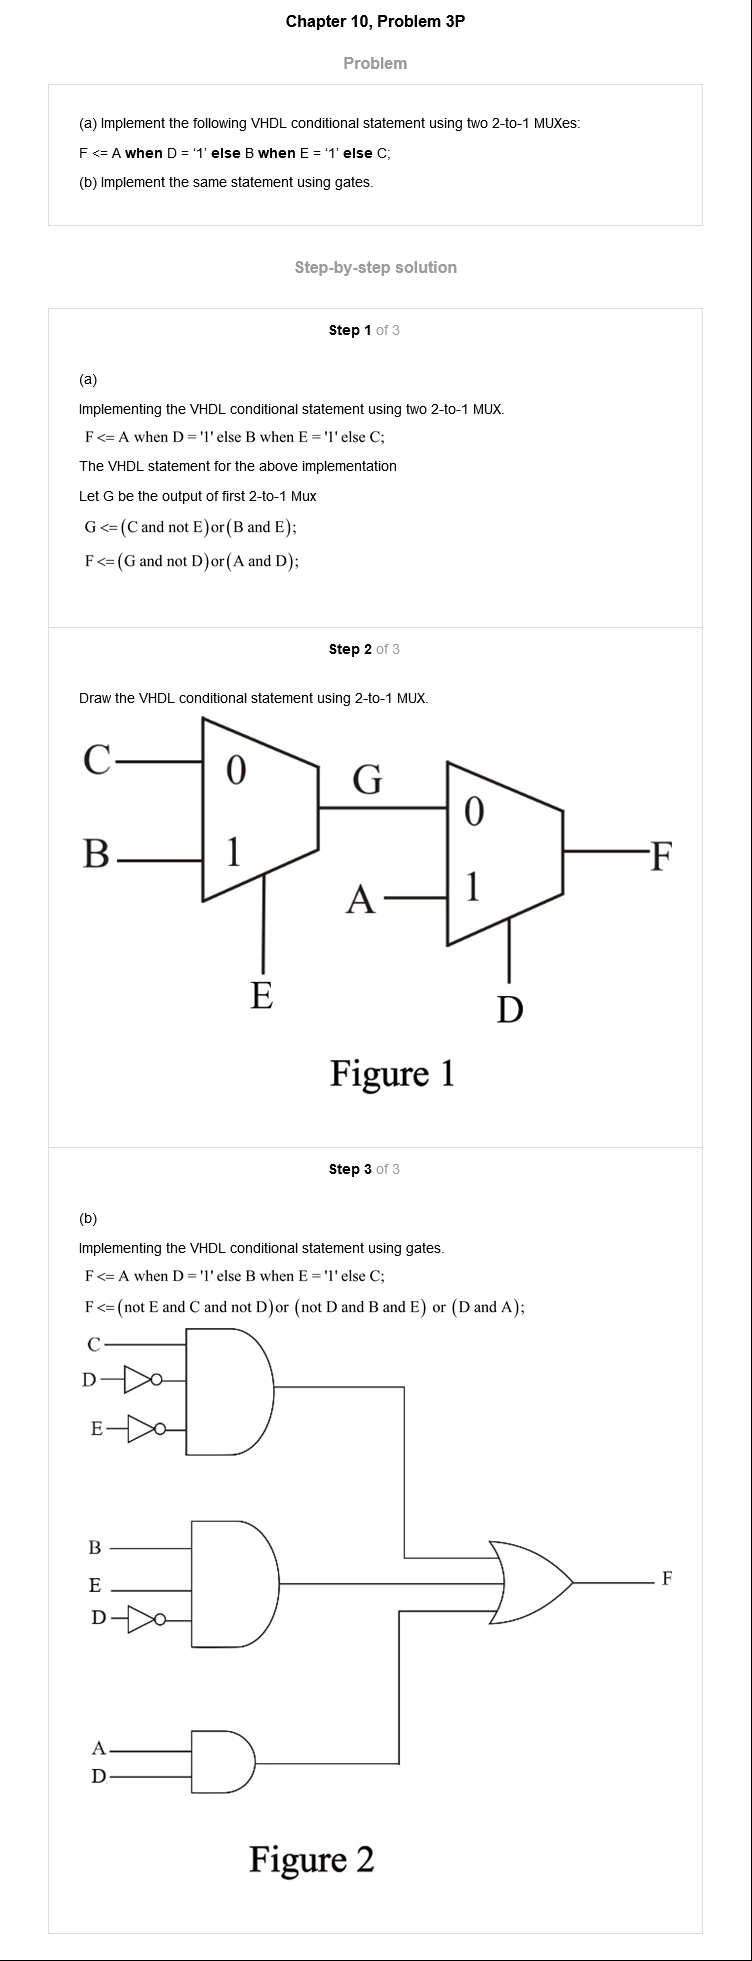 Chapter 10, Problem 3P
Problem
(a) Implement the following VHDL conditional statement using two 2-to-1 MUXes:
F <= A when D = ‘1’ else B when E = ‘1’ else C;
(b) Implement the same statement using gates.
Step-by-step solution
Step 1 of 3
(a)
Implementing the VHDL conditional statement using two 2-to-1 MUX.
F <= A when D = '1' else B when E = '1' else C;
The VHDL statement for the above implementation
Let G be the output of first 2-to-1 Mux
G <= (C and not E) or (B and E);
F <= (G and not D) or (A and D);
Step 2 of 3
Draw the VHDL conditional statement using 2-to-1 MUX.
C
0
G
0
B
1
F
A
1
E
D
Figure 1
Step 3 of 3
(b)
Implementing the VHDL conditional statement using gates.
F <= A when D = '1' else B when E = '1' else C;
F <= (not E and C and not D) or (not D and B and E) or (D and A);
C
D
E
B
E
F
D
A
D
Figure 2